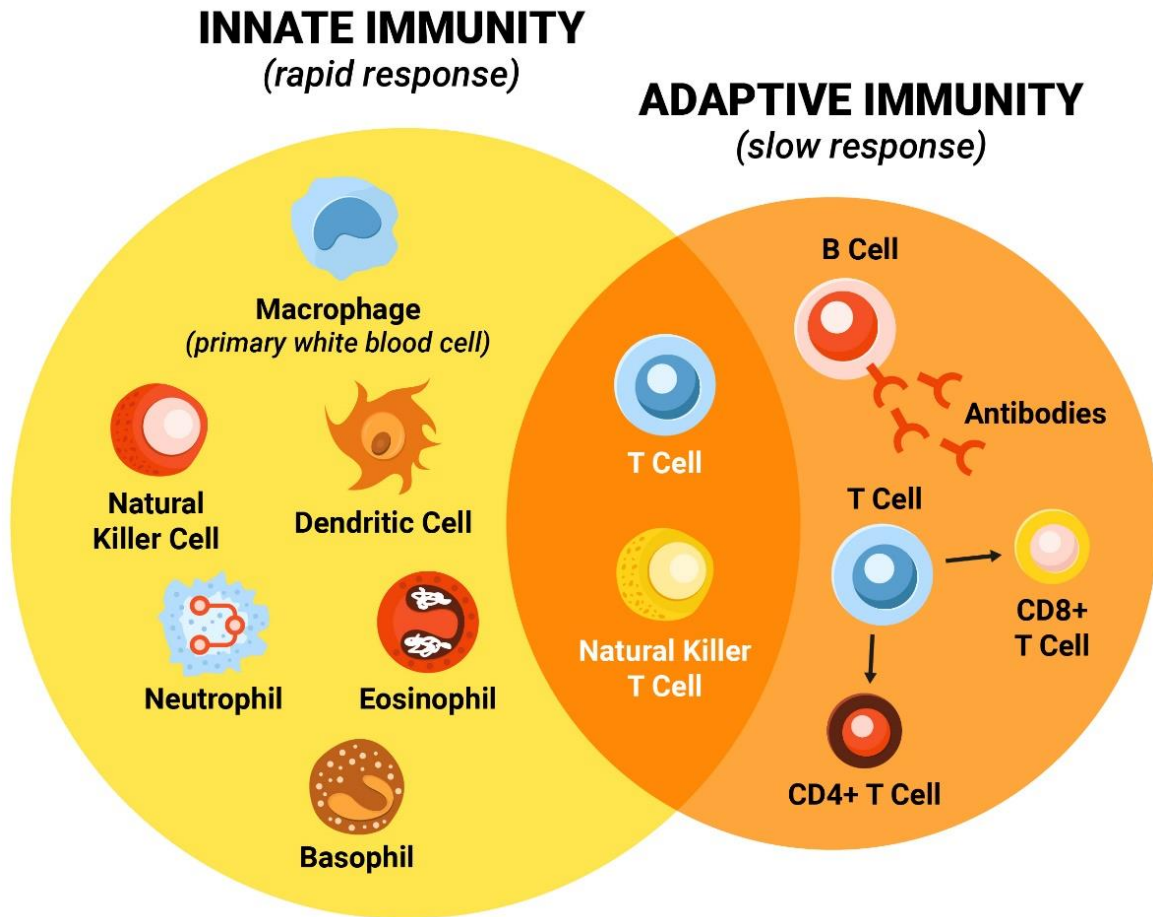 INNATE IMMUNITY
(rapid response)
ADAPTIVE IMMUNITY
(slow response)
Macrophage
(primary white blood cell)
Natural
Killer Cell
Dendritic Cell
Neutrophil
Eosinophil
Basophil
T Cell
Natural Killer
T Cell
B Cell
Antibodies
T Cell
CD8+
T Cell
CD4+ T Cell